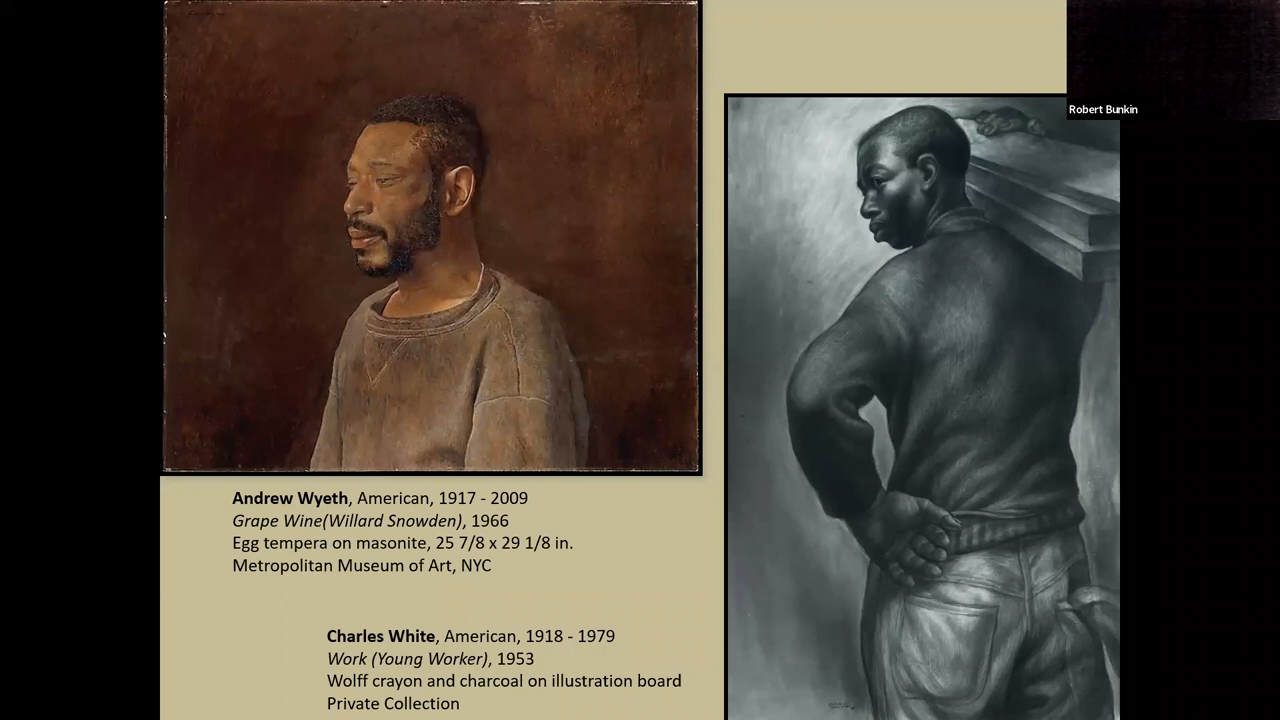 Robert Bunkin
Andrew Wyeth, American, 1917 - 2009
Grape Wine(Willard Snowden), 1966
Egg tempera on masonite, 25 7/8 x 29 1/8 in.
Metropolitan Museum of Art, NYC
Charles White, American, 1918 - 1979
Work (Young Worker), 1953
Wolff crayon and charcoal on illustration board
Private Collection